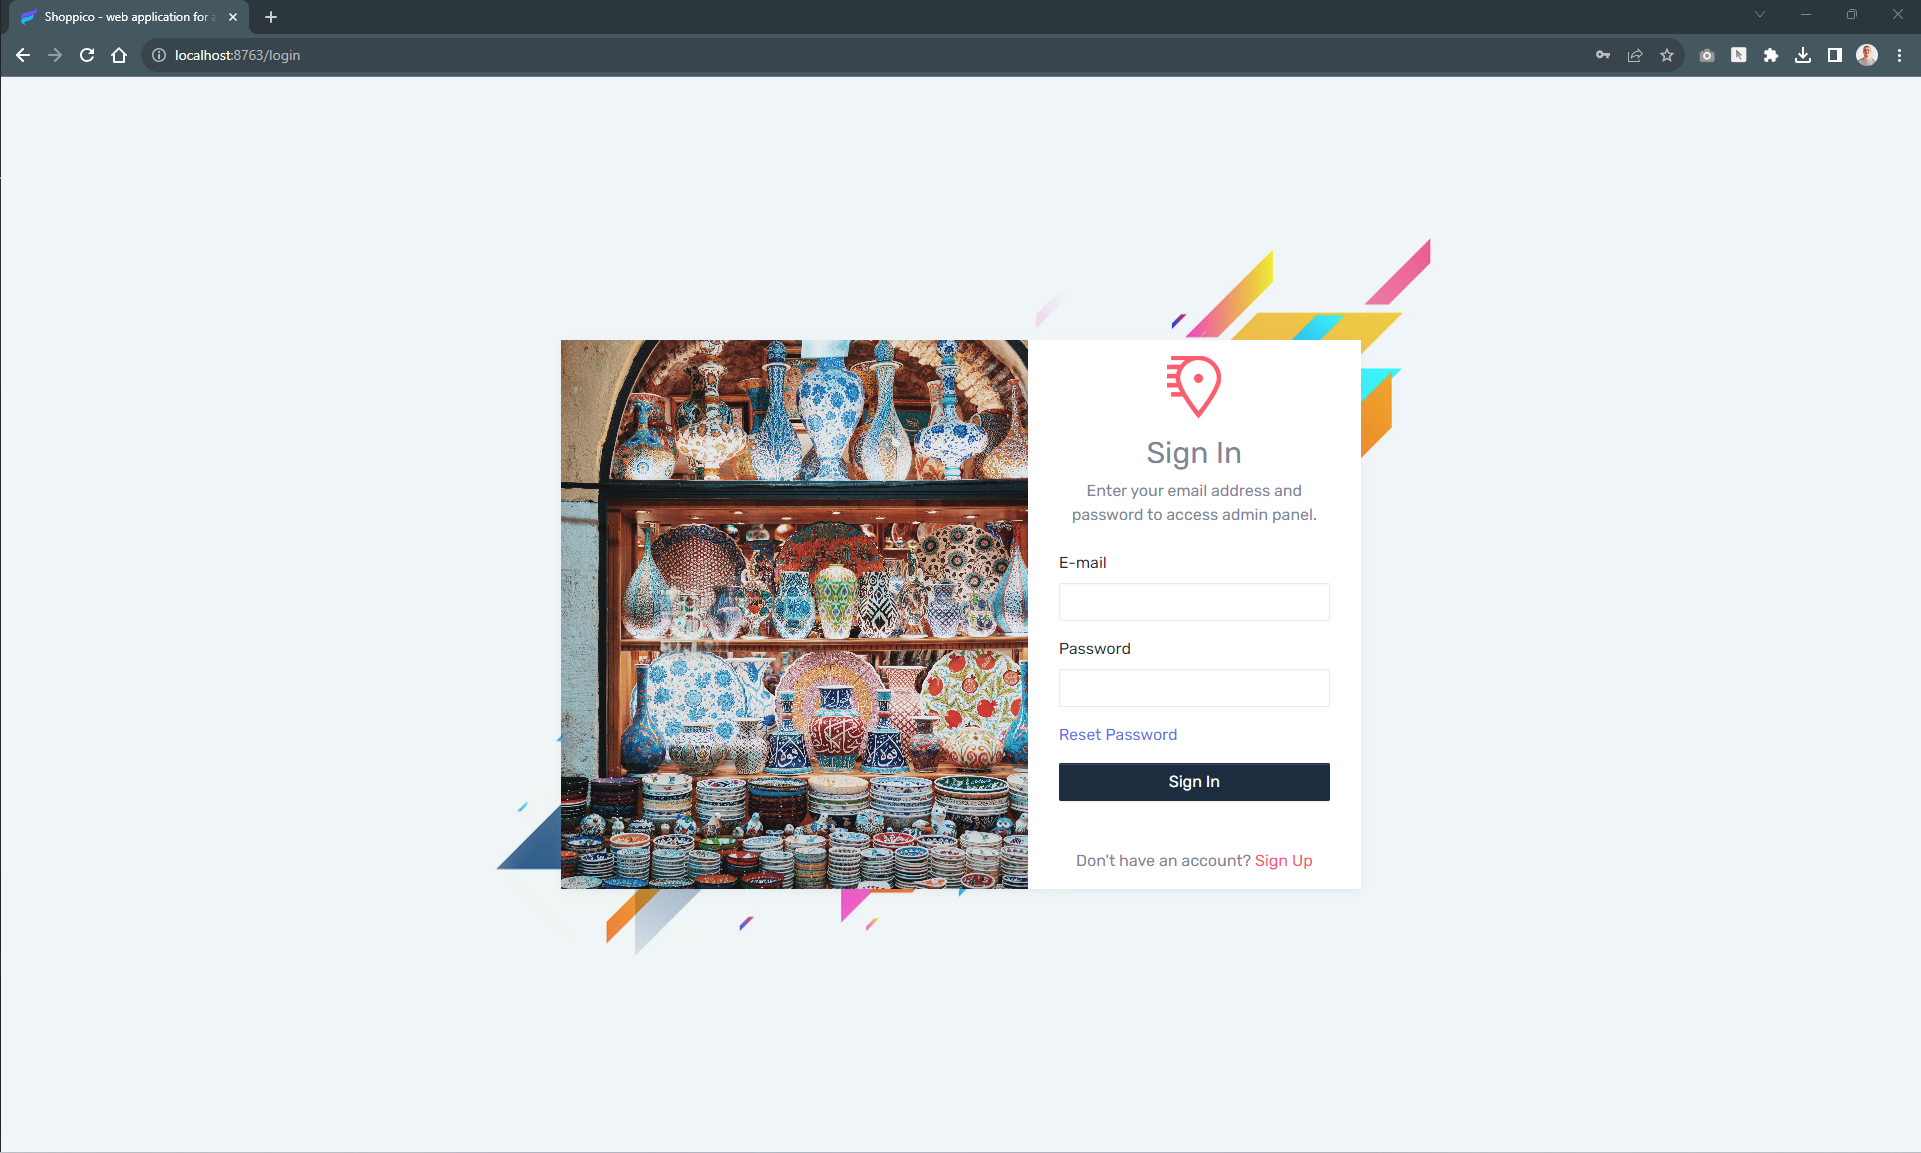 Shoppico - web application for a
localhost:8763/login
Sign In
Enter your email address and
password to access admin panel.
E-mail
Password
Reset Password
Sign In
Don't have an account? Sign Up